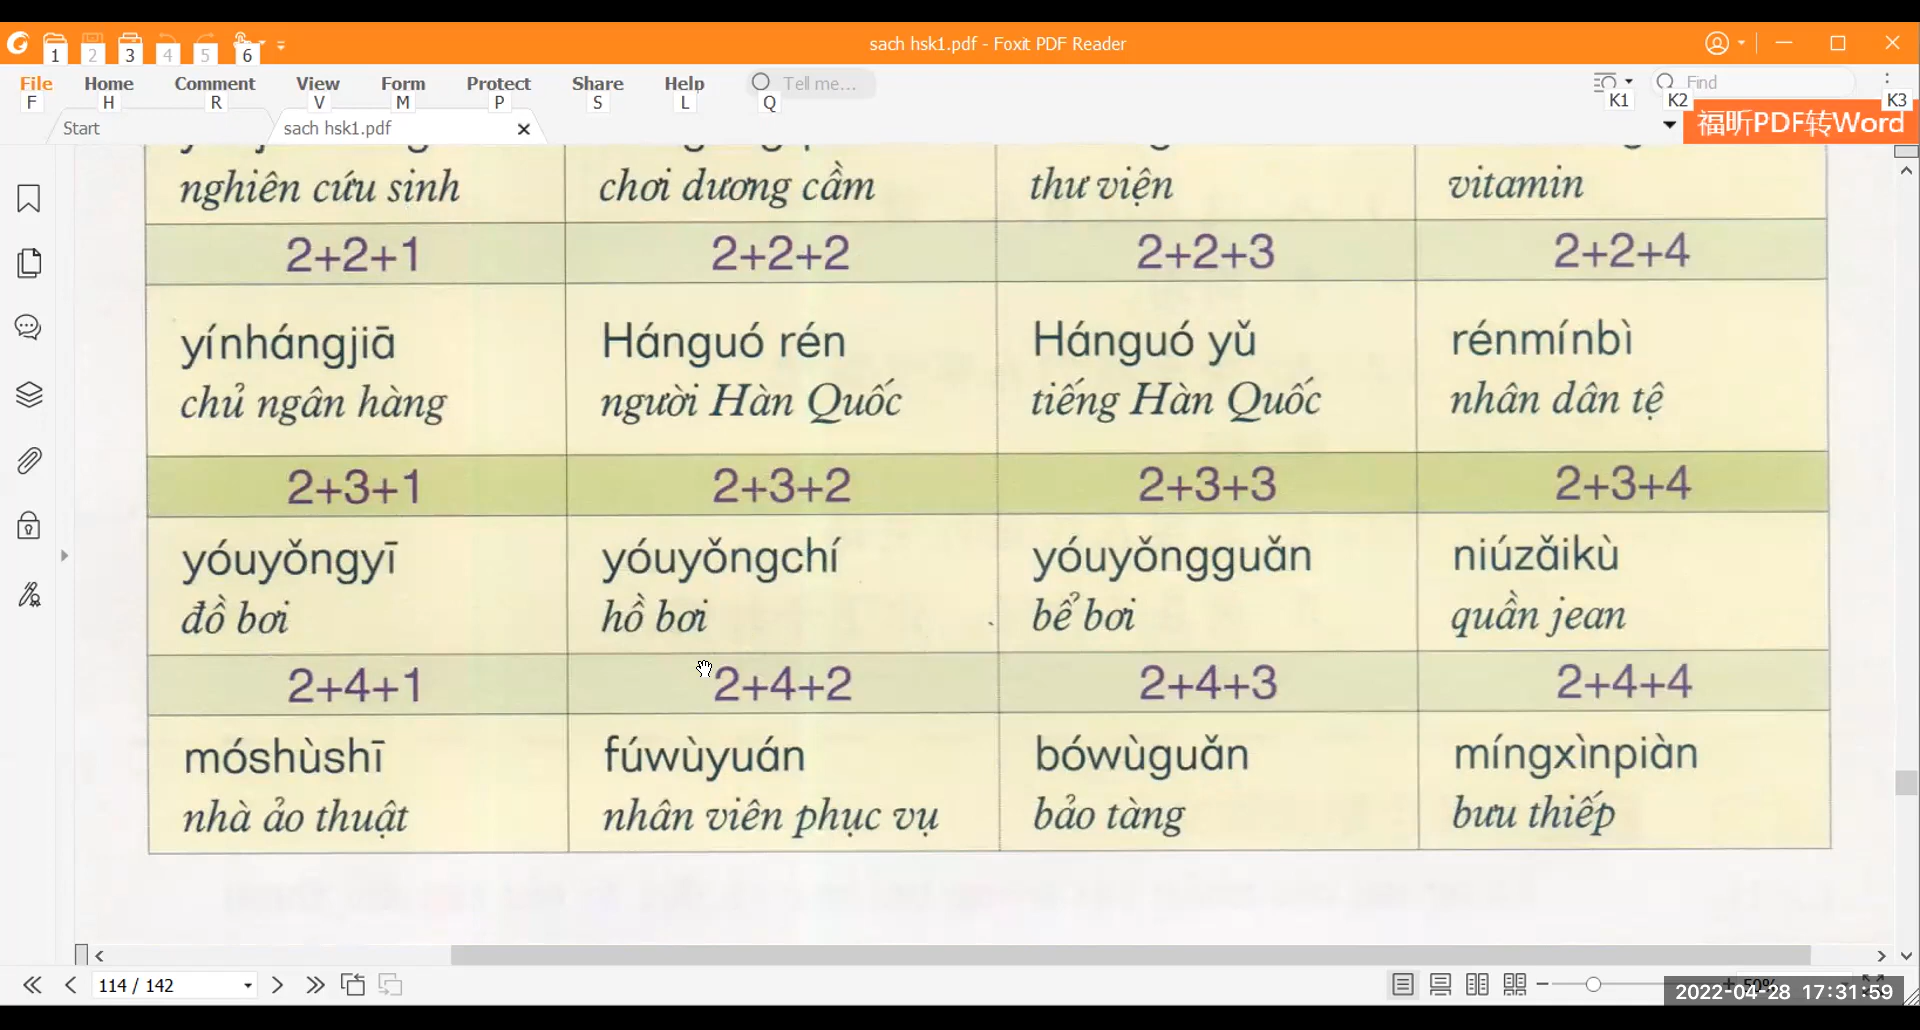 1 2 3 4 5 6
sach hsk1.pdf - Foxit PDF Reader
File Home Comment View Form Protect Share Help Tell me... Find
F H R V M P S L Q K1 K2 K3
Start sach hsk1.pdf
福昕PDF转Word
nghiên cứu sinh chơi dương cầm thư viện vitamin
2+2+1 2+2+2 2+2+3 2+2+4
yínhángjiā Hánguó rén Hánguó yǔ rénmínbì
chủ ngân hàng người Hàn Quốc tiếng Hàn Quốc nhân dân tệ
2+3+1 2+3+2 2+3+3 2+3+4
yóuyǒngyī yóuyǒngchí yóuyǒngguǎn niúzǎikù
đồ bơi hồ bơi bể bơi quần jean
2+4+1 2+4+2 2+4+3 2+4+4
móshùshī fúwùyuán bówùguǎn míngxìnpiàn
nhà ảo thuật nhân viên phục vụ bảo tàng bưu thiếp
114 / 142
2022-04-28 17:31:59